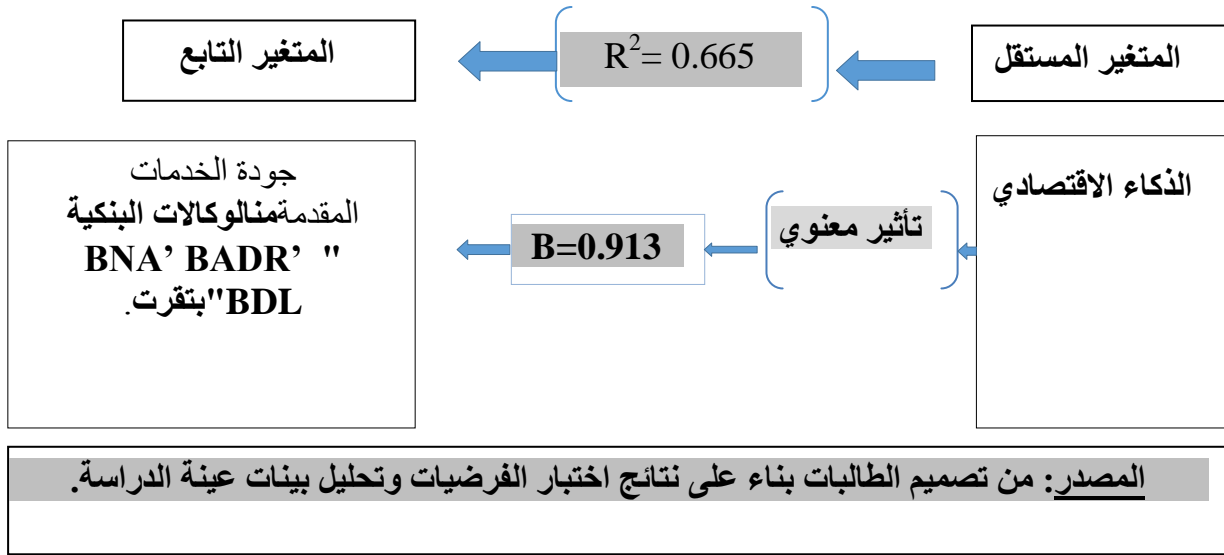 المتغير المستقل
R²= 0.665
المتغير التابع
الذكاء الاقتصادي
تأثير معنوي
B=0.913
جودة الخدمات
المقدمةمنالوكالات البنكية
" BNA’ BADR’
BDL"بتقرت.
المصدر: من تصميم الطالبات بناء على نتائج اختبار الفرضيات وتحليل بينات عينة الدراسة.